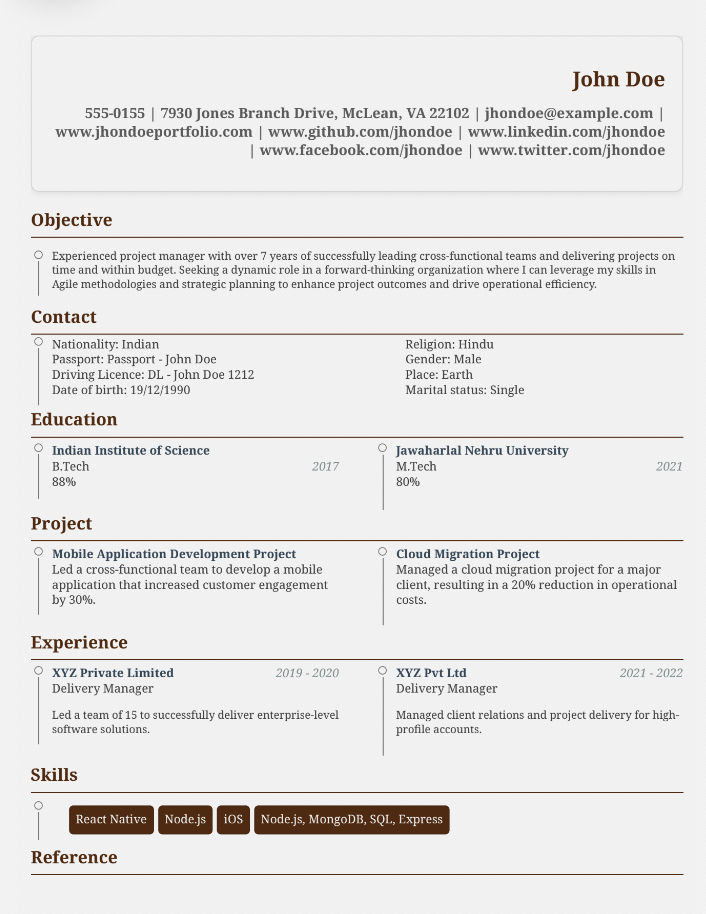 John Doe
555-0155 | 7930 Jones Branch Drive, McLean, VA 22102 | jhondoe@example.com |
www.jhondoeportfolio.com | www.github.com/jhondoe | www.linkedin.com/jhondoe
| www.facebook.com/jhondoe | www.twitter.com/jhondoe
Objective
Experienced project manager with over 7 years of successfully leading cross-functional teams and delivering projects on
time and within budget. Seeking a dynamic role in a forward-thinking organization where I can leverage my skills in
Agile methodologies and strategic planning to enhance project outcomes and drive operational efficiency.
Contact
Nationality: Indian
Passport: Passport - John Doe
Driving Licence: DL - John Doe 1212
Date of birth: 19/12/1990
Religion: Hindu
Gender: Male
Place: Earth
Marital status: Single
Education
Indian Institute of Science
B.Tech 2017
88%
Jawaharlal Nehru University
M.Tech 2021
80%
Project
Mobile Application Development Project
Led a cross-functional team to develop a mobile
application that increased customer engagement
by 30%.
Cloud Migration Project
Managed a cloud migration project for a major
client, resulting in a 20% reduction in operational
costs.
Experience
XYZ Private Limited 2019 - 2020
Delivery Manager
Led a team of 15 to successfully deliver enterprise-level
software solutions.
XYZ Pvt Ltd 2021 - 2022
Delivery Manager
Managed client relations and project delivery for high-
profile accounts.
Skills
React Native Node.js iOS Node.js, MongoDB, SQL, Express
Reference